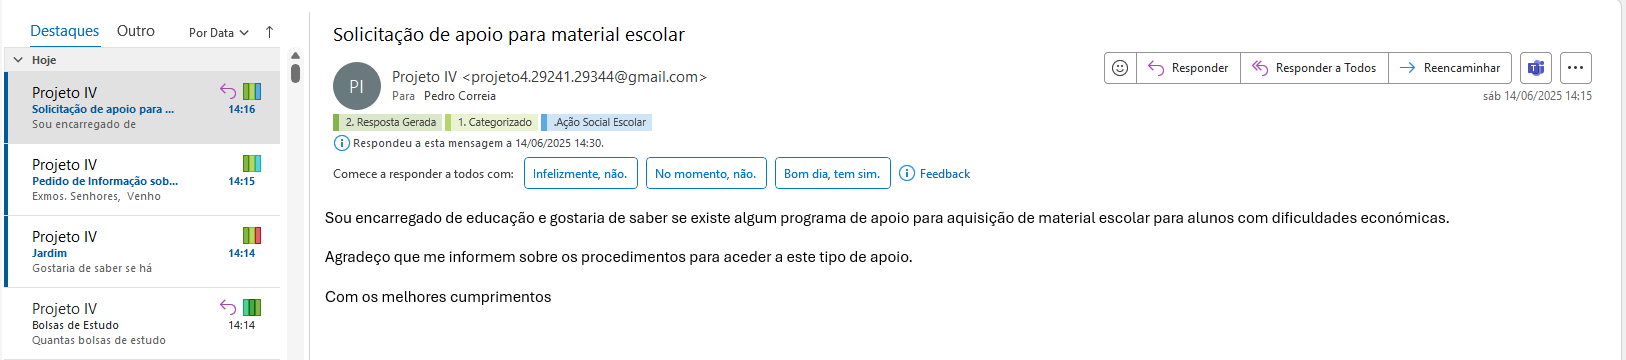 Destaques Outro Por Data
Hoje
Projeto IV
Solicitação de apoio para ... 14:16
Sou encarregado de
Projeto IV
Pedido de Informação sob... 14:15
Exmos. Senhores, Venho
Projeto IV
Jardim 14:14
Gostaria de saber se há
Projeto IV
Bolsas de Estudo 14:14
Quantas bolsas de estudo
Solicitação de apoio para material escolar
PI
Projeto IV <projeto4.29241.29344@gmail.com>
Para Pedro Correia
Responder Responder a Todos Reencaminhar
sáb 14/06/2025 14:15
2. Resposta Gerada 1. Categorizado .Ação Social Escolar
Respondeu a esta mensagem a 14/06/2025 14:30.
Comece a responder a todos com: Infelizmente, não. No momento, não. Bom dia, tem sim. Feedback
Sou encarregado de educação e gostaria de saber se existe algum programa de apoio para aquisição de material escolar para alunos com dificuldades económicas.
Agradeço que me informem sobre os procedimentos para aceder a este tipo de apoio.
Com os melhores cumprimentos